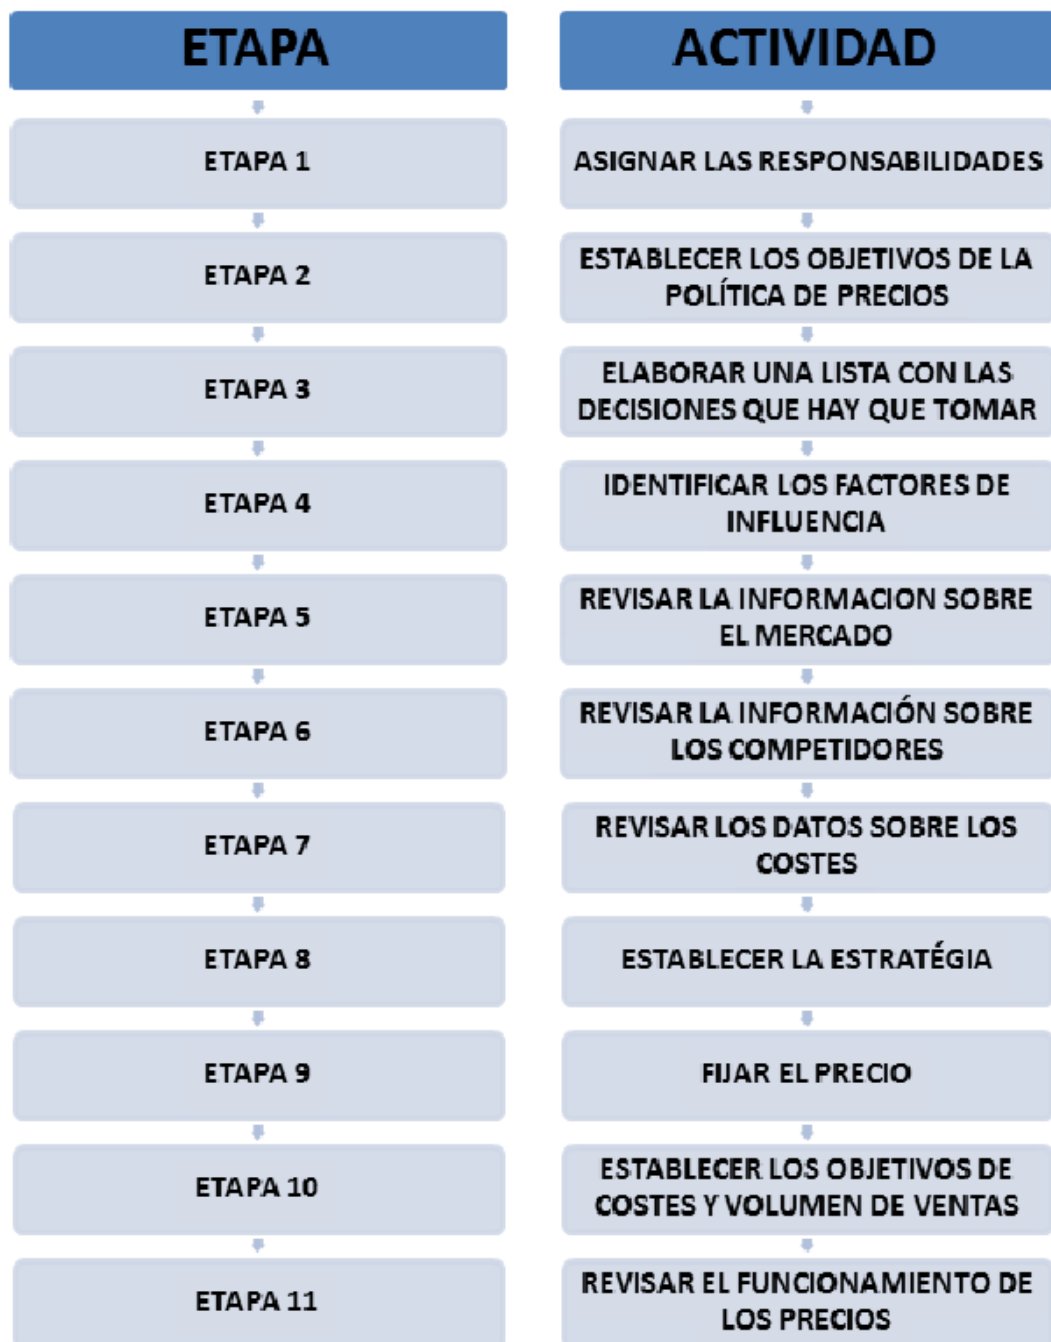 ETAPA
ACTIVIDAD
ETAPA 1
ASIGNAR LAS RESPONSABILIDADES
ETAPA 2
ESTABLECER LOS OBJETIVOS DE LA
POLÍTICA DE PRECIOS
ETAPA 3
ELABORAR UNA LISTA CON LAS
DECISIONES QUE HAY QUE TOMAR
ETAPA 4
IDENTIFICAR LOS FACTORES DE
INFLUENCIA
ETAPA 5
REVISAR LA INFORMACION SOBRE
EL MERCADO
ETAPA 6
REVISAR LA INFORMACIÓN SOBRE
LOS COMPETIDORES
ETAPA 7
REVISAR LOS DATOS SOBRE LOS
COSTES
ETAPA 8
ESTABLECER LA ESTRATÉGIA
ETAPA 9
FIJAR EL PRECIO
ETAPA 10
ESTABLECER LOS OBJETIVOS DE
COSTES Y VOLUMEN DE VENTAS
ETAPA 11
REVISAR EL FUNCIONAMIENTO DE
LOS PRECIOS